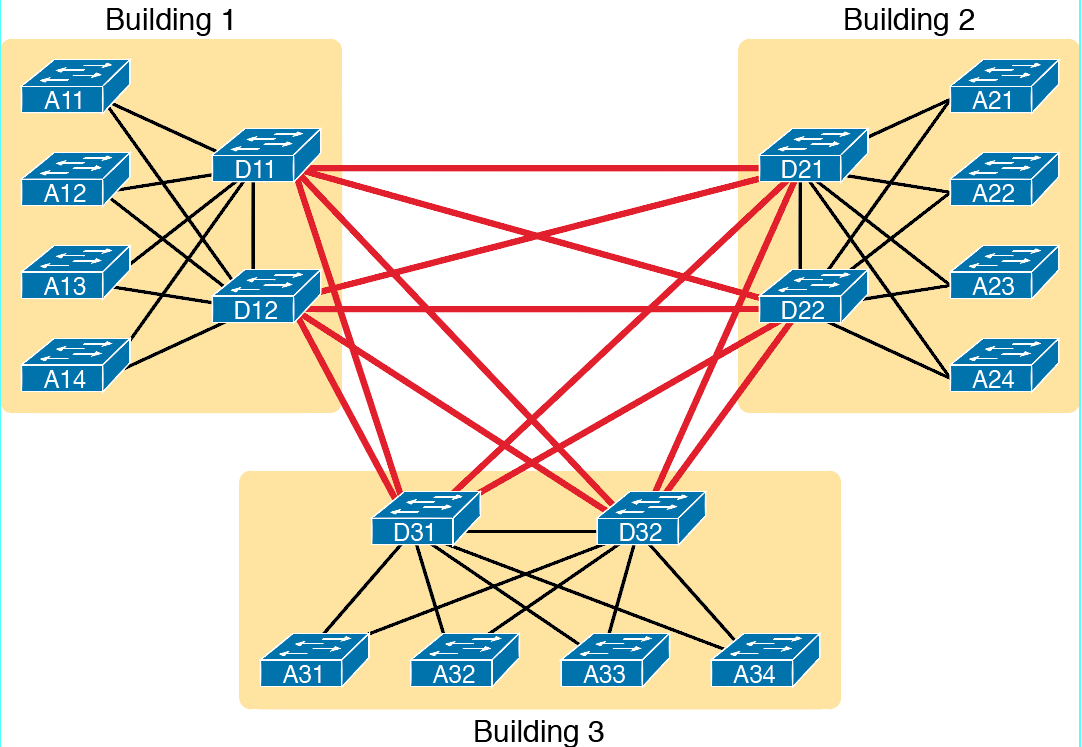 Building 1
Building 2
A11
A12
A13
A14
D11
D12
D21
D22
A21
A22
A23
A24
D31
D32
A31
A32
A33
A34
Building 3